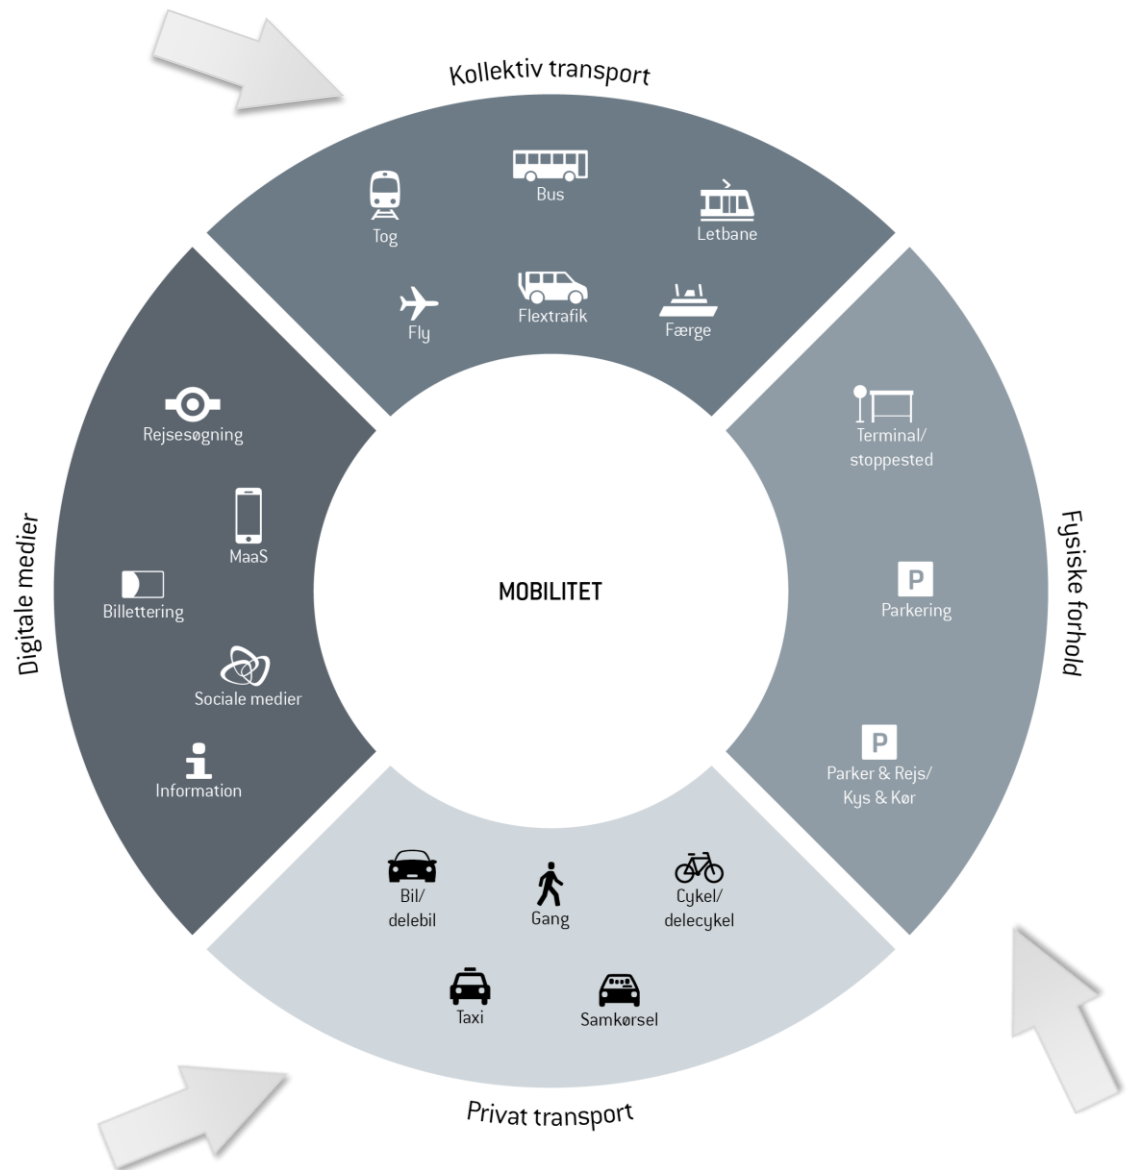 Kollektiv transport
Bus
Tog
Letbane
Flextrafik
Fly
Færge
Digitale medier
Rejsesøgning
MaaS
Billettering
Sociale medier
Information
MOBILITET
Fysiske forhold
Terminal/
stoppested
P
Parkering
P
Parker & Rejs/
Kys & Kør
Privat transport
Bil/
delebil
Gang
Cykel/
delecykel
Taxi
Samkørsel